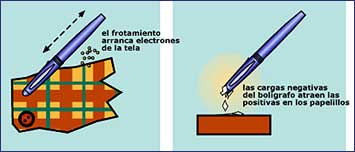 el frotamiento
arranca electrones
de la tela
las cargas negativas
del bolígrafo atraen las
positivas en los papelillos